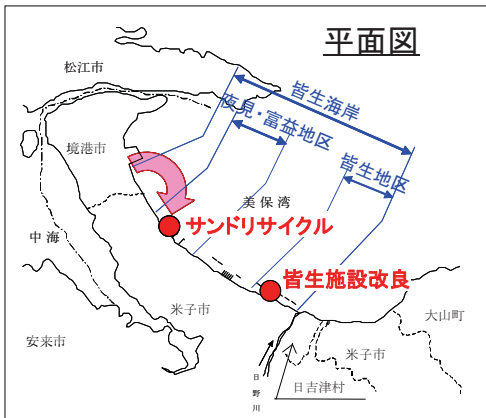 平面図
松江市
皆生海岸
夜見・富益地区
境港市
皆生地区
美保湾
サンドリサイクル
中海
皆生施設改良
米子市
大山町
安来市
米子市
日野川
日吉津村